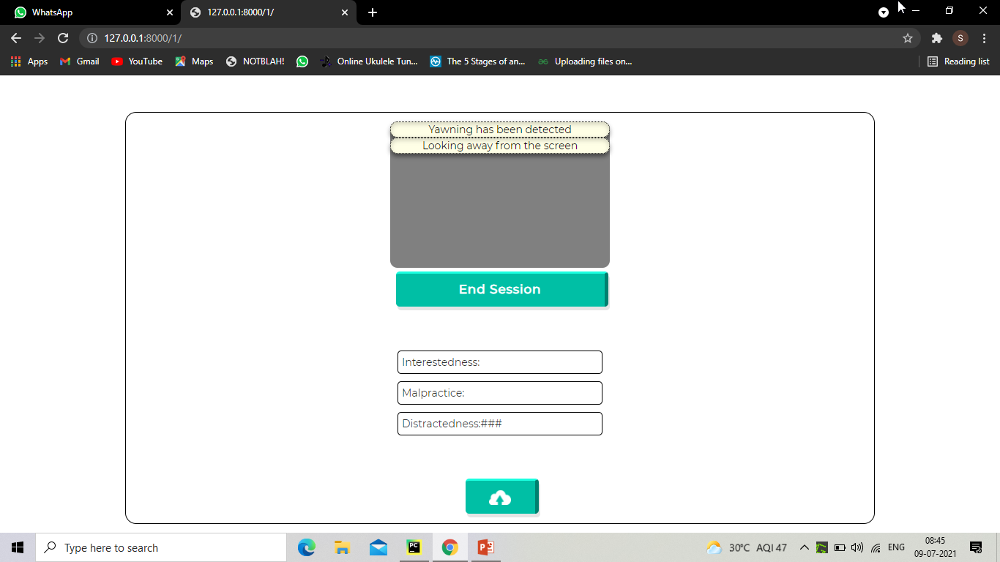 WhatsApp
127.0.0.1:8000/1/
127.0.0.1:8000/1/
S
Apps
Gmail
YouTube
Maps
NOTBLAH!
Online Ukulele Tun...
The 5 Stages of an...
Uploading files on...
Reading list
Yawning has been detected
Looking away from the screen
End Session
Interestedness:
Malpractice:
Distractedness:###
Type here to search
PC
P
30°C AQI 47
ENG
08:45
09-07-2021